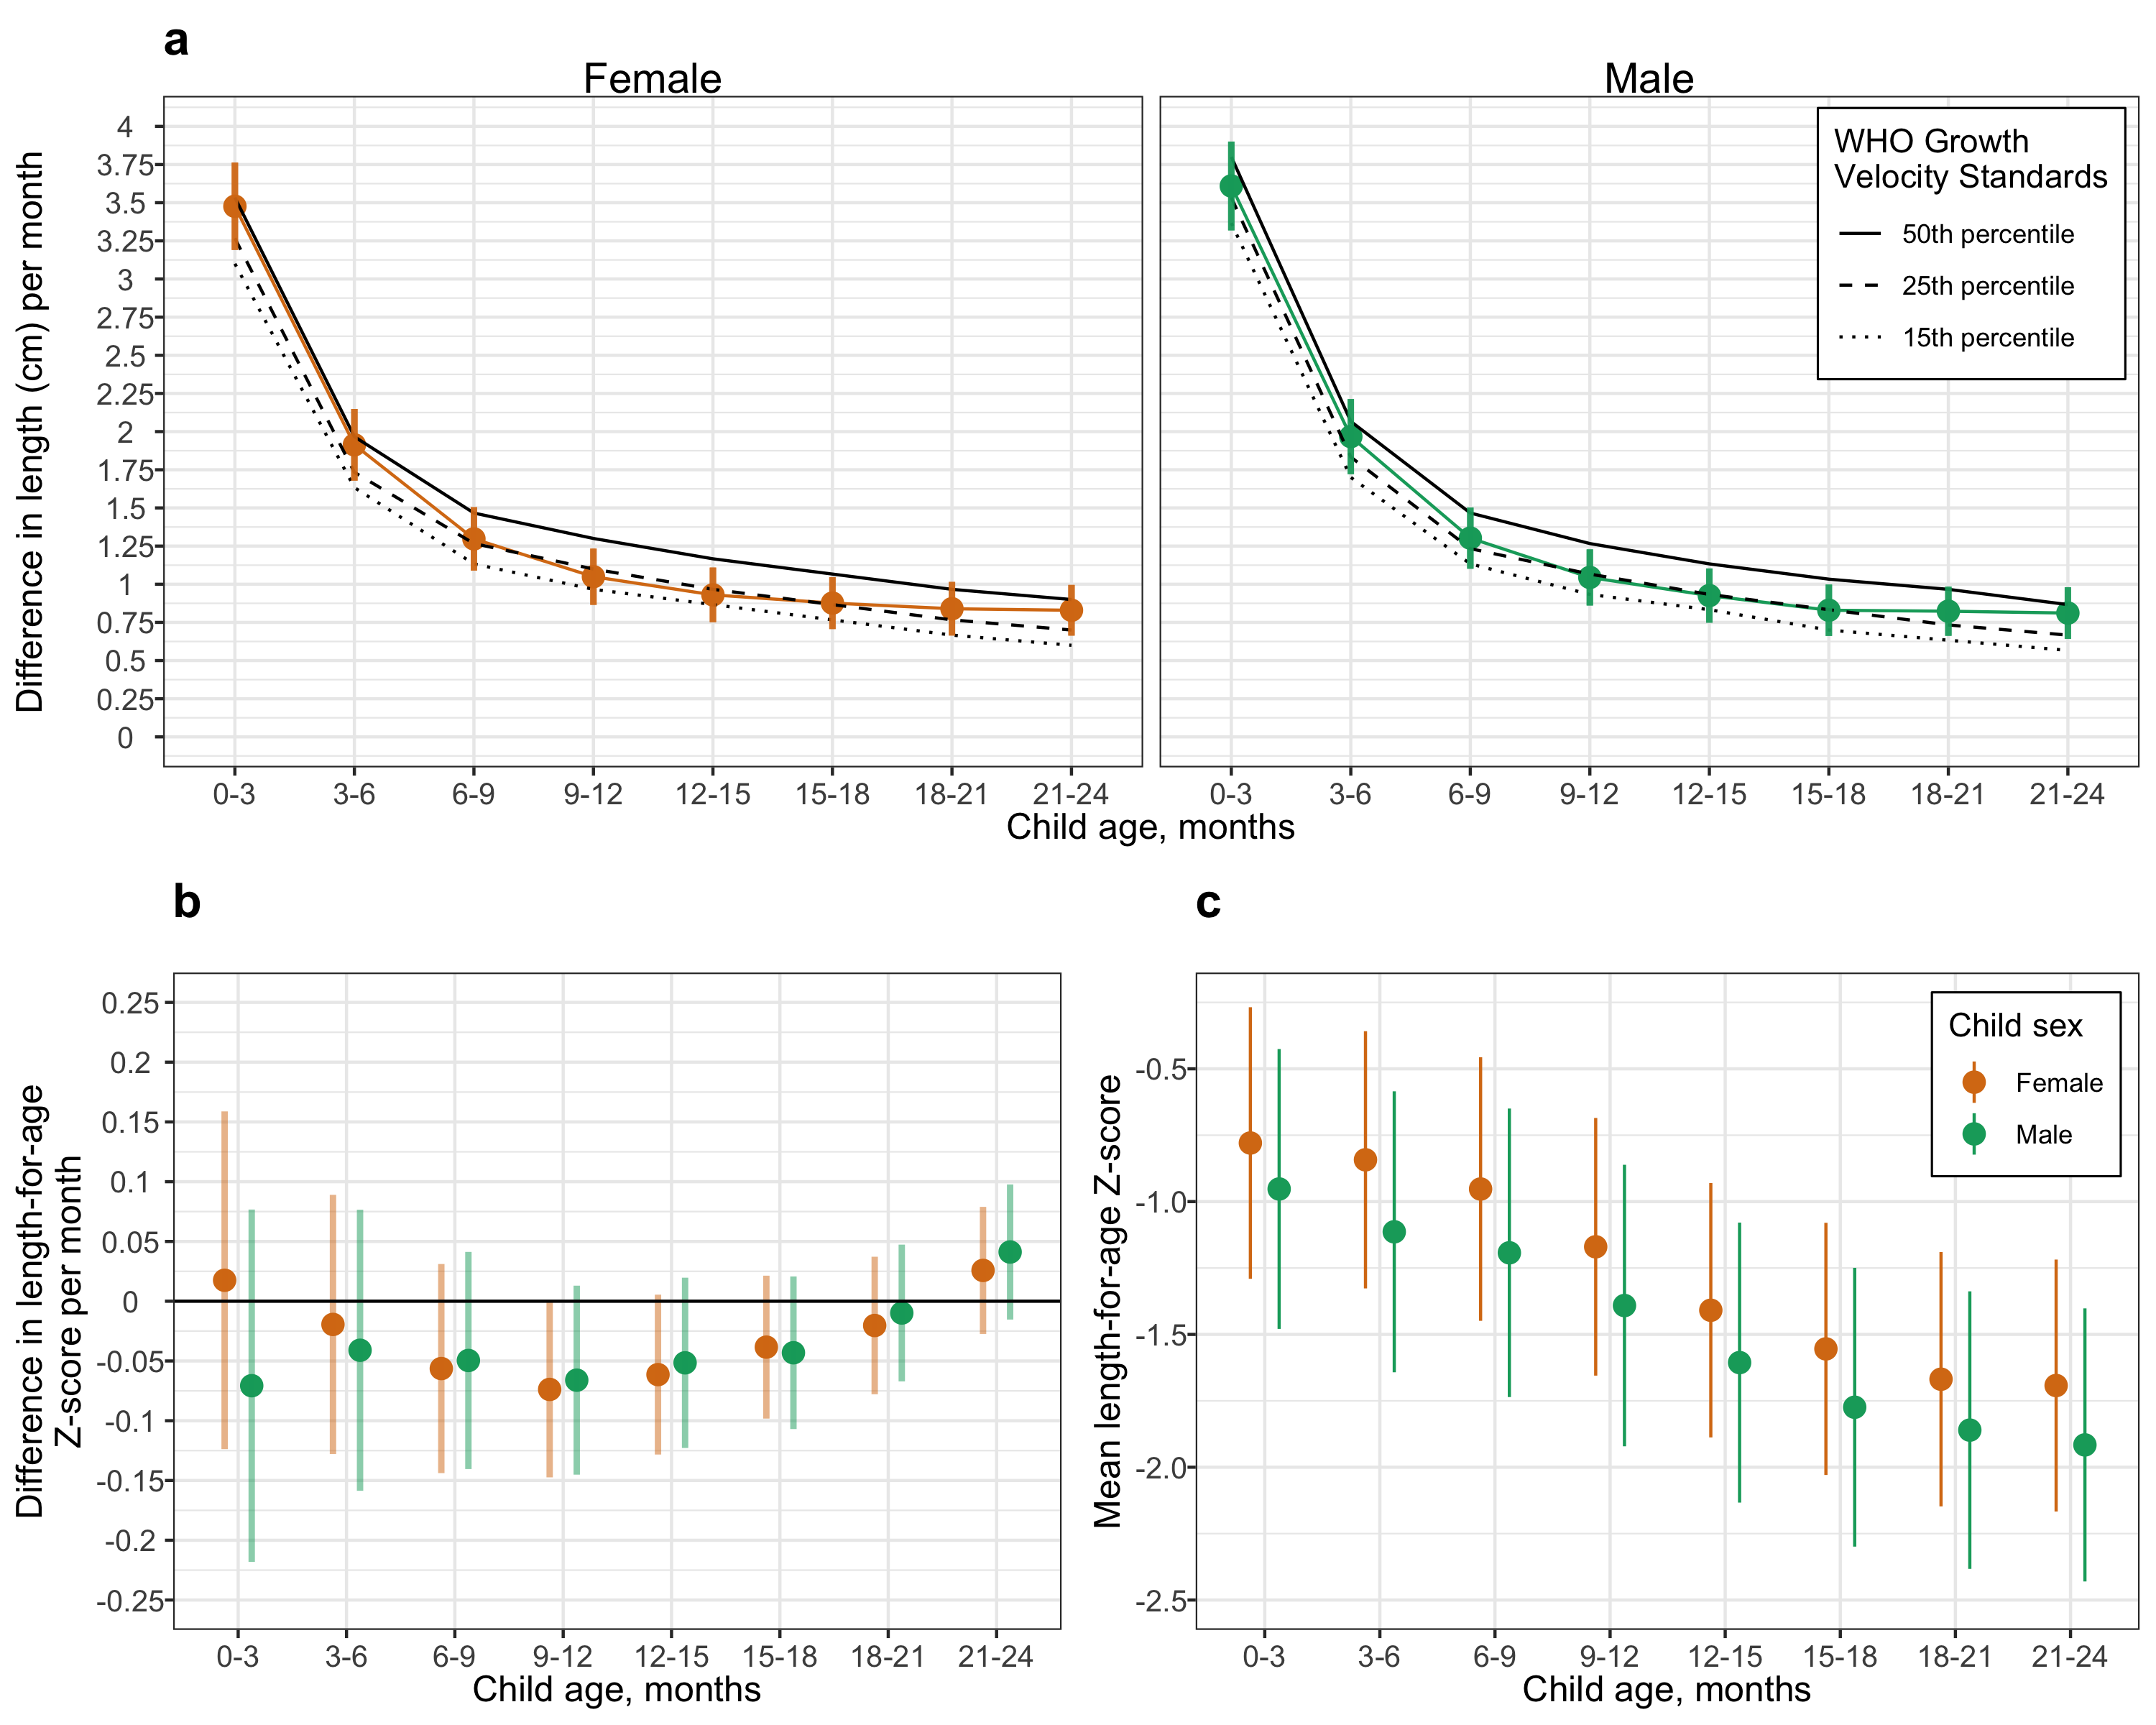 a
Female
Male
Difference in length (cm) per month
4
3.75
3.5
3.25
3
2.75
2.5
2.25
2
1.75
1.5
1.25
1
0.75
0.5
0.25
0
WHO Growth
Velocity Standards
50th percentile
25th percentile
15th percentile
0-3 3-6 6-9 9-12 12-15 15-18 18-21 21-24
0-3 3-6 6-9 9-12 12-15 15-18 18-21 21-24
Child age, months
b
Difference in length-for-age
Z-score per month
0.25
0.2
0.15
0.1
0.05
0
-0.05
-0.1
-0.15
-0.2
-0.25
0-3 3-6 6-9 9-12 12-15 15-18 18-21 21-24
Child age, months
c
Mean length-for-age Z-score
-0.5
-1.0
-1.5
-2.0
-2.5
Child sex
Female
Male
0-3 3-6 6-9 9-12 12-15 15-18 18-21 21-24
Child age, months